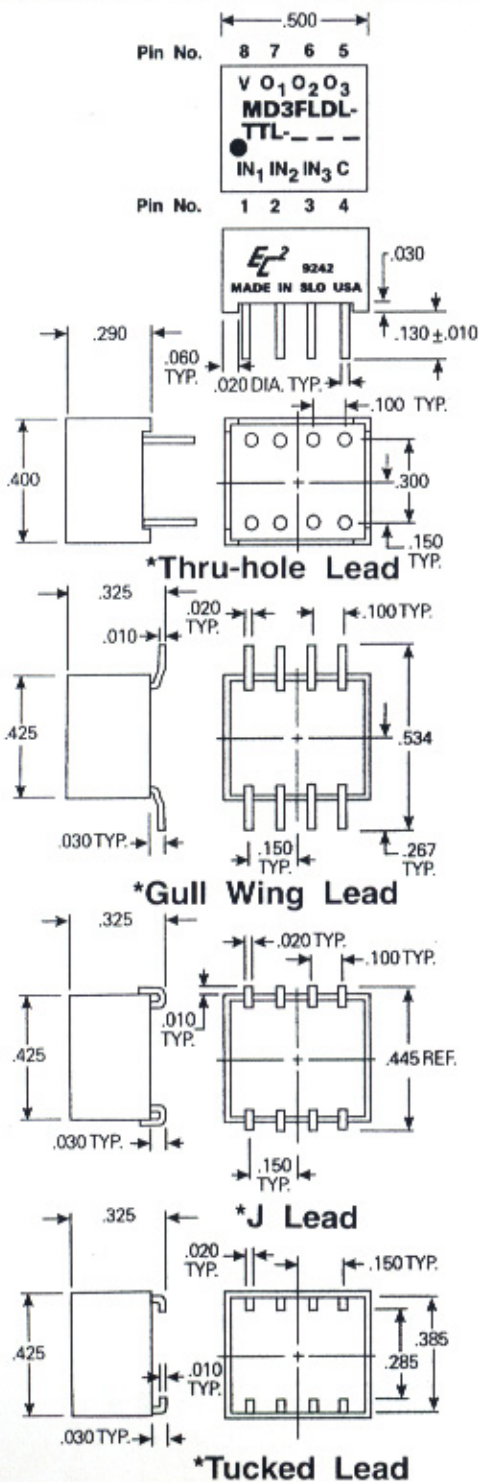 .500
Pin No. 8 7 6 5
V O1 O2 O3
MD3FLDL-
TTL-_ _ _
IN1 IN2 IN3 C
Pin No. 1 2 3 4
EC2 9242
MADE IN SLO USA
.030
.130 ±.010
.290
.060 TYP.
.020 DIA. TYP.
.100 TYP.
.400
.300
.150 TYP.
*Thru-hole Lead
.325
.010
.020 TYP.
.100 TYP.
.425
.534
.030 TYP.
.150 TYP.
.267 TYP.
*Gull Wing Lead
.325
.020 TYP.
.100 TYP.
.010 TYP.
.425
.445 REF.
.030 TYP.
.150 TYP.
*J Lead
.325
.020 TYP.
.150 TYP.
.425
.010 TYP.
.285
.385
.030 TYP.
*Tucked Lead